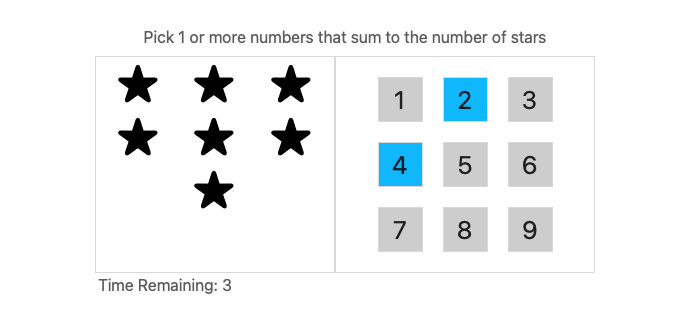 Pick 1 or more numbers that sum to the number of stars
1 2 3
4 5 6
7 8 9
Time Remaining: 3